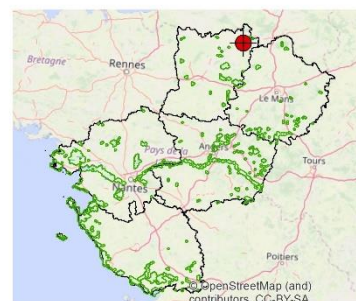 Bretagne
Rennes
Le Mans
Pays de la
Angers
Nantes
Tours
Poitiers
© OpenStreetMap (and)
contributors, CC-BY-SA